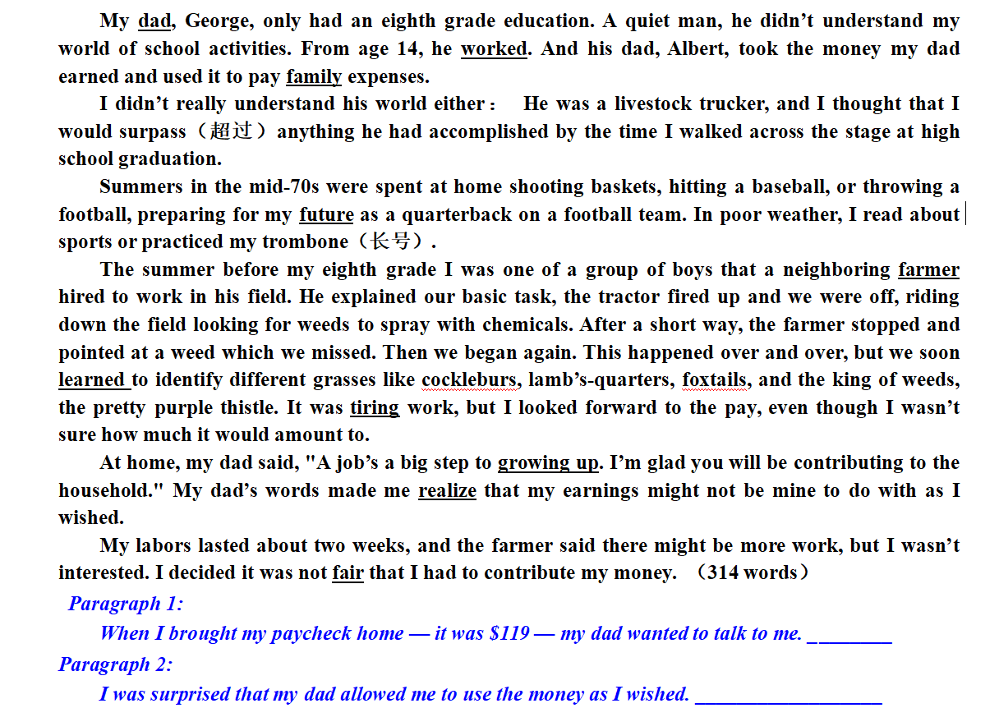 My dad, George, only had an eighth grade education. A quiet man, he didn’t understand my
world of school activities. From age 14, he worked. And his dad, Albert, took the money my dad
earned and used it to pay family expenses.
I didn’t really understand his world either： He was a livestock trucker, and I thought that I
would surpass（超过）anything he had accomplished by the time I walked across the stage at high
school graduation.
Summers in the mid-70s were spent at home shooting baskets, hitting a baseball, or throwing a
football, preparing for my future as a quarterback on a football team. In poor weather, I read about
sports or practiced my trombone（长号）.
The summer before my eighth grade I was one of a group of boys that a neighboring farmer
hired to work in his field. He explained our basic task, the tractor fired up and we were off, riding
down the field looking for weeds to spray with chemicals. After a short way, the farmer stopped and
pointed at a weed which we missed. Then we began again. This happened over and over, but we soon
learned to identify different grasses like cockleburs, lamb’s-quarters, foxtails, and the king of weeds,
the pretty purple thistle. It was tiring work, but I looked forward to the pay, even though I wasn’t
sure how much it would amount to.
At home, my dad said, "A job’s a big step to growing up. I’m glad you will be contributing to the
household." My dad’s words made me realize that my earnings might not be mine to do with as I
wished.
My labors lasted about two weeks, and the farmer said there might be more work, but I wasn’t
interested. I decided it was not fair that I had to contribute my money. （314 words）
Paragraph 1:
When I brought my paycheck home — it was $119 — my dad wanted to talk to me. ________
Paragraph 2:
I was surprised that my dad allowed me to use the money as I wished. __________________